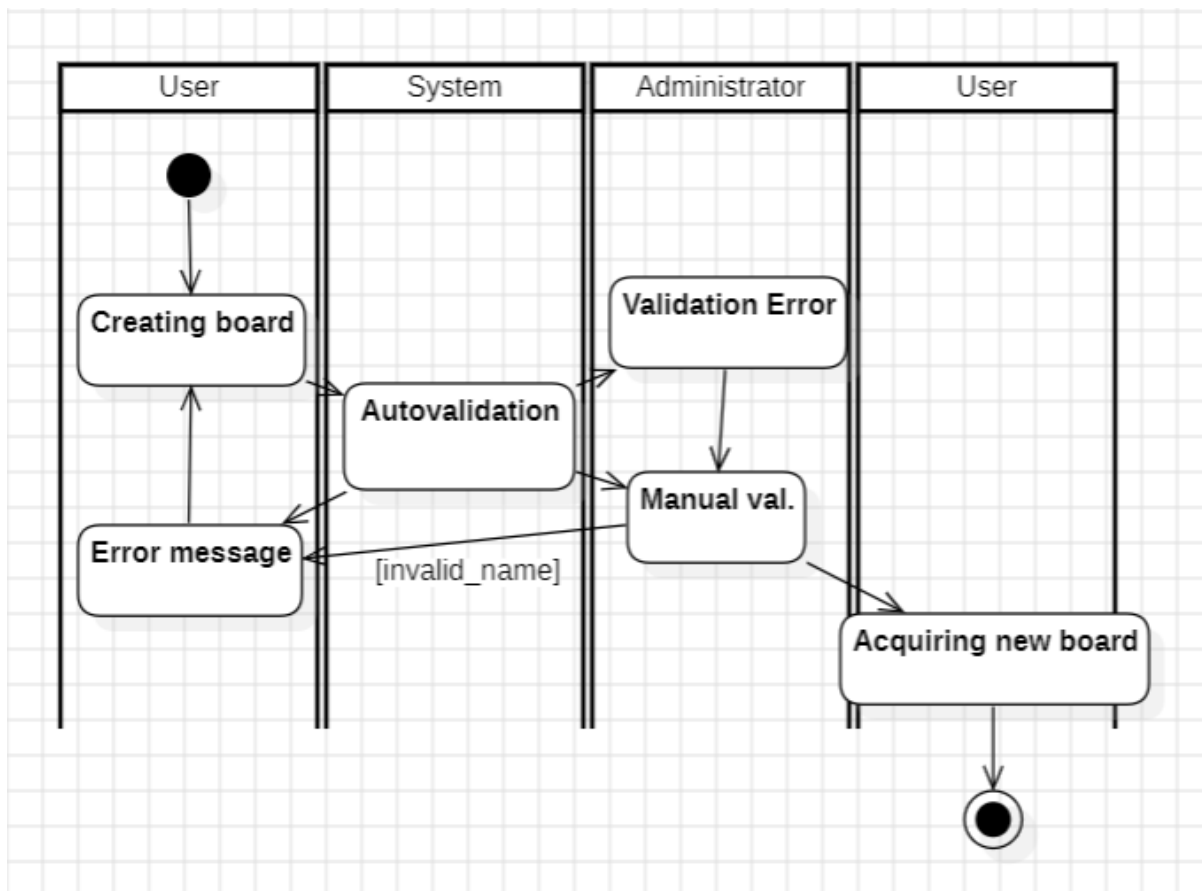 User
System
Administrator
User
Creating board
Validation Error
Autovalidation
Manual val.
Error message
[invalid_name]
Acquiring new board